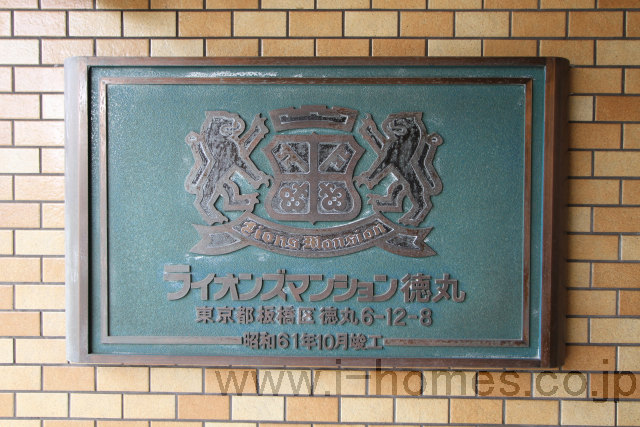 Lions Mansion
ライオンズマンション徳丸
東京都板橋区徳丸6-12-8
昭和61年10月竣工
www.i-homes.co.jp